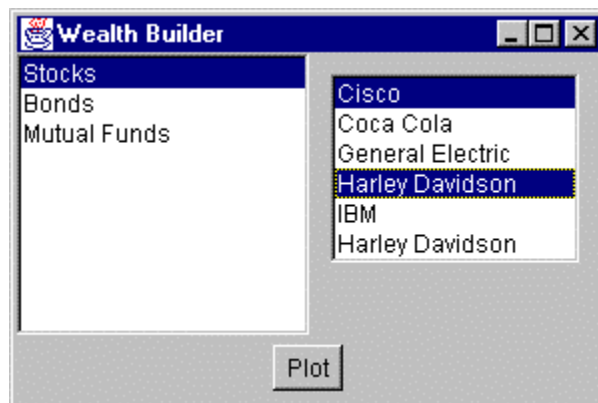 Wealth Builder
Stocks
Bonds
Mutual Funds
Cisco
Coca Cola
General Electric
Harley Davidson
IBM
Harley Davidson
Plot